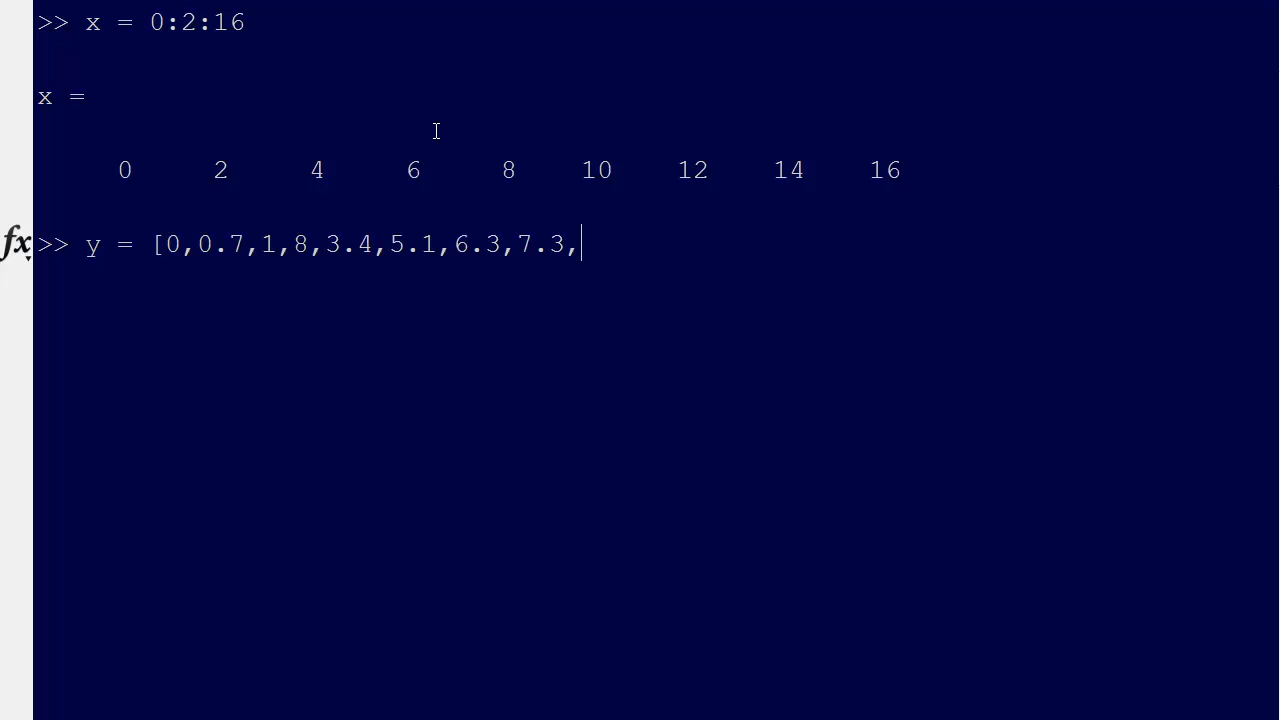 >> x = 0:2:16
x =
0 2 4 6 8 10 12 14 16
fx >> y = [0,0.7,1,8,3.4,5.1,6.3,7.3,